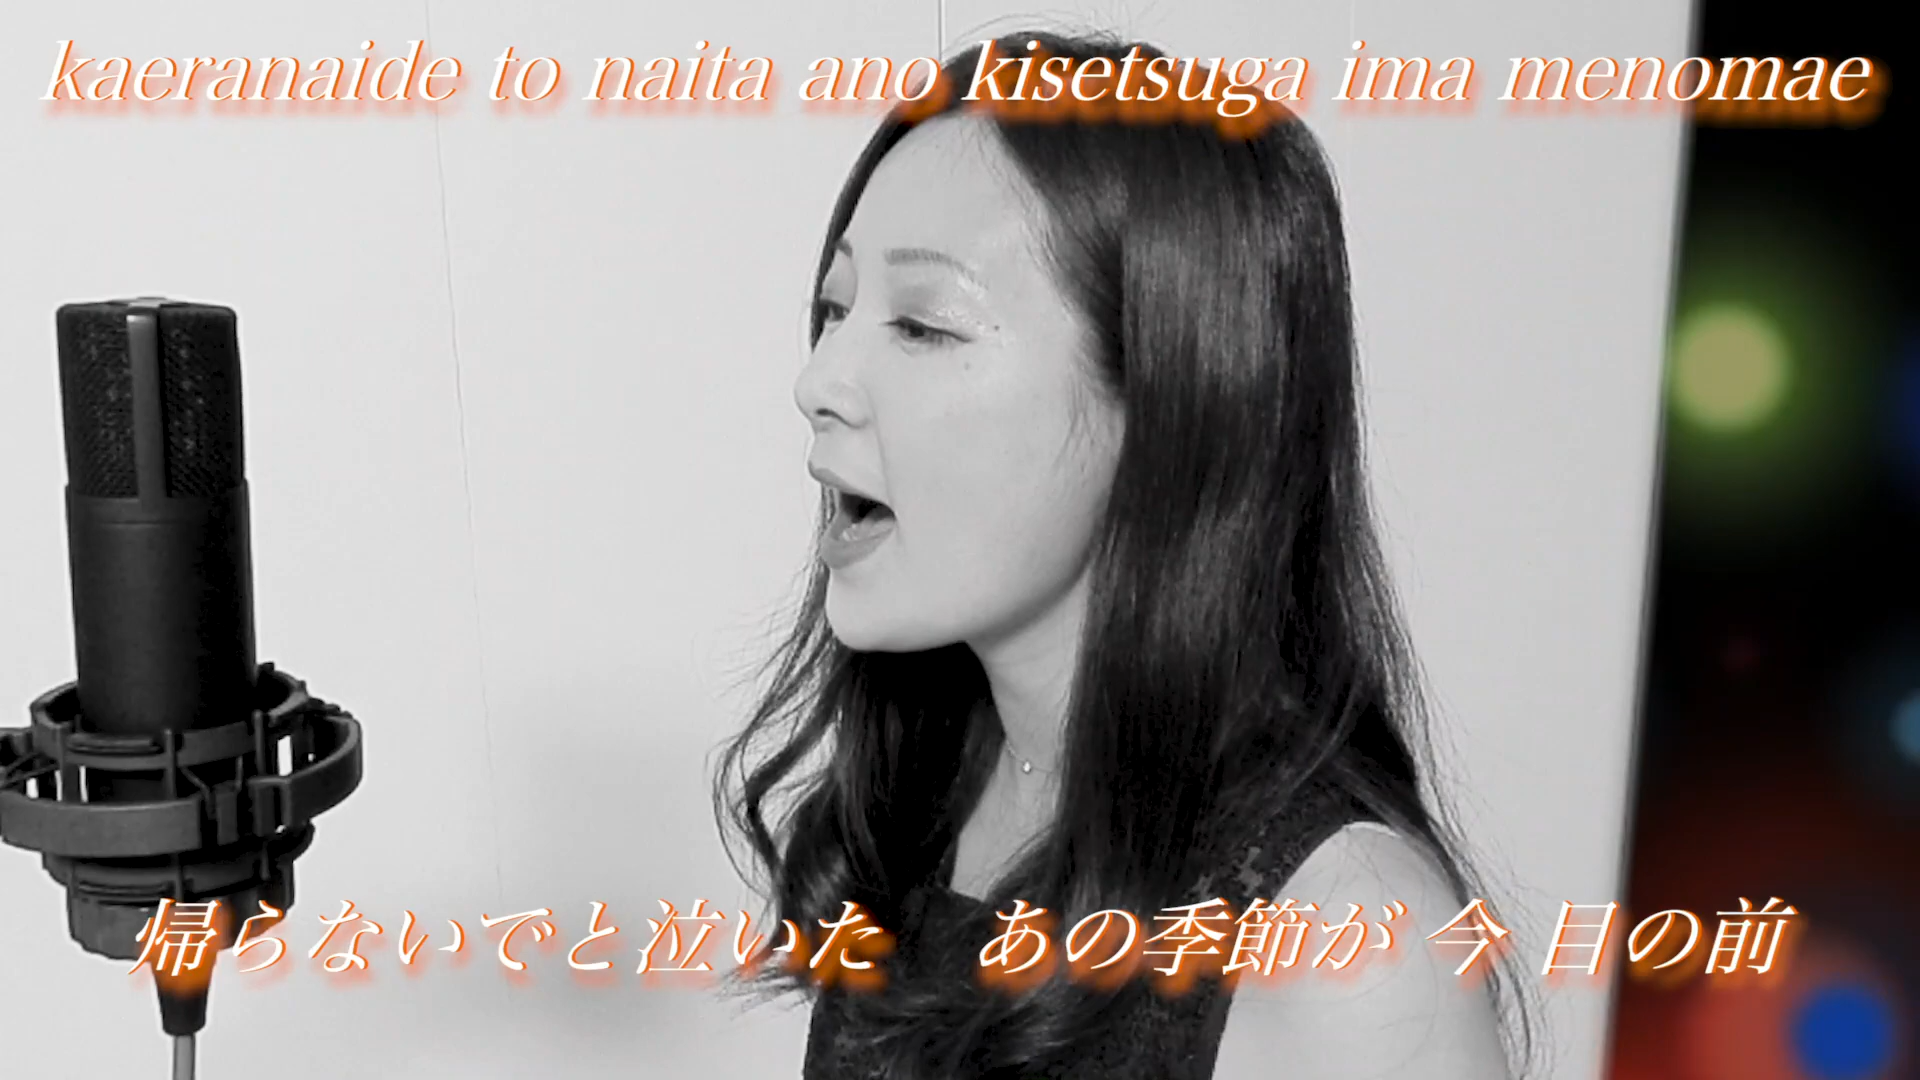 kaeranaide to naita ano kisetsuga ima menomae
帰らないでと泣いた　あの季節が 今 目の前